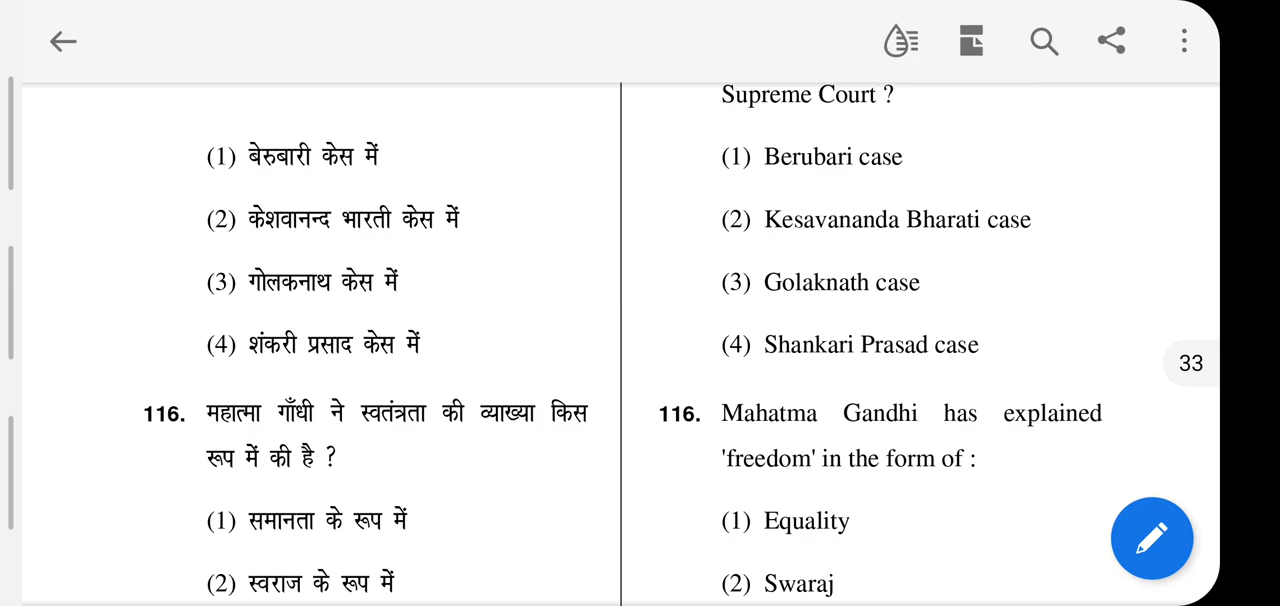 (1) बेरुबारी केस में
(2) केशवानन्द भारती केस में
(3) गोलकनाथ केस में
(4) शंकरी प्रसाद केस में
116. महात्मा गाँधी ने स्वतंत्रता की व्याख्या किस
रूप में की है ?
(1) समानता के रूप में
(2) स्वराज के रूप में
Supreme Court ?
(1) Berubari case
(2) Kesavananda Bharati case
(3) Golaknath case
(4) Shankari Prasad case
116. Mahatma Gandhi has explained
'freedom' in the form of :
(1) Equality
(2) Swaraj
33